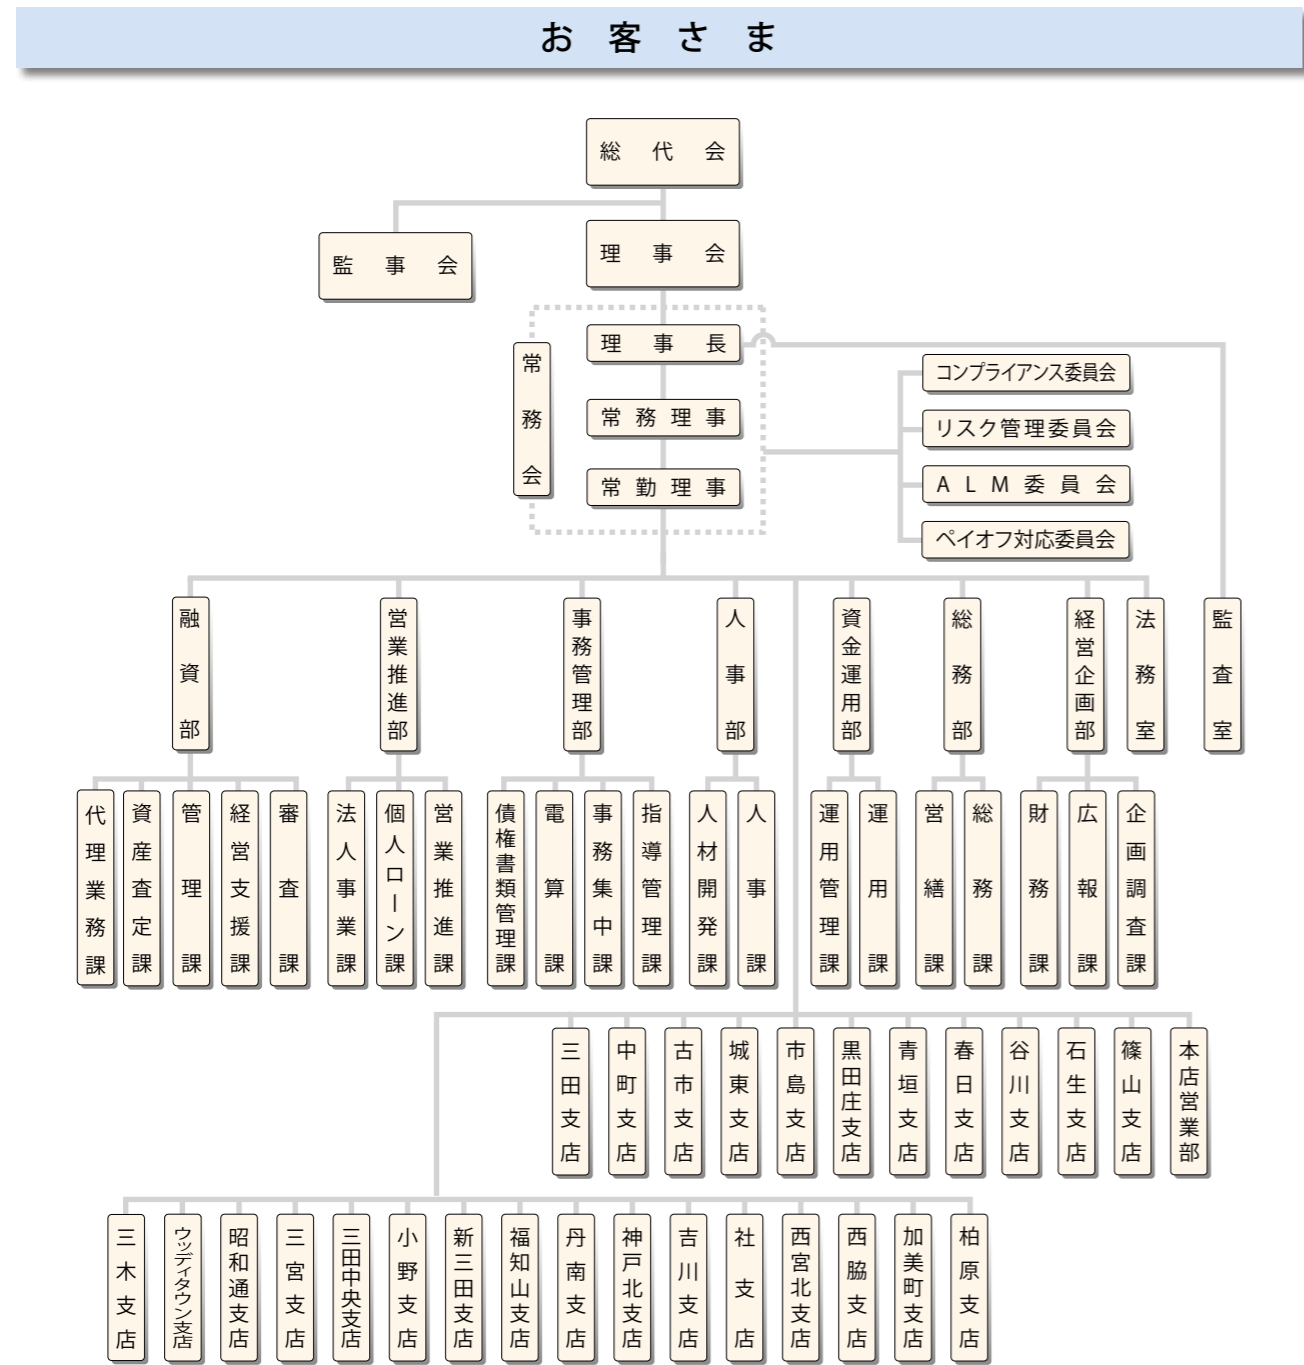 お客さま
総代会
監事会
理事会
理事長
常務会
常務理事
常勤理事
コンプライアンス委員会
リスク管理委員会
ALM委員会
ペイオフ対応委員会
融資部
営業推進部
事務管理部
人事部
資金運用部
総務部
経営企画部
法務室
監査室
代理業務課
資産査定課
管理課
経営支援課
審査課
法人事業課
個人ローン課
営業推進課
債権書類管理課
電算課
事務集中課
指導管理課
人材開発課
人事課
運用管理課
運用課
営繕課
総務課
財務課
広報課
企画調査課
三田支店
中町支店
古市支店
城東支店
市島支店
黒田庄支店
青垣支店
春日支店
谷川支店
石生支店
篠山支店
本店営業部
三木支店
ウッディタウン支店
昭和通支店
三宮支店
三田中央支店
小野支店
新三田支店
福知山支店
丹南支店
神戸北支店
吉川支店
社支店
西宮北支店
西脇支店
加美町支店
柏原支店